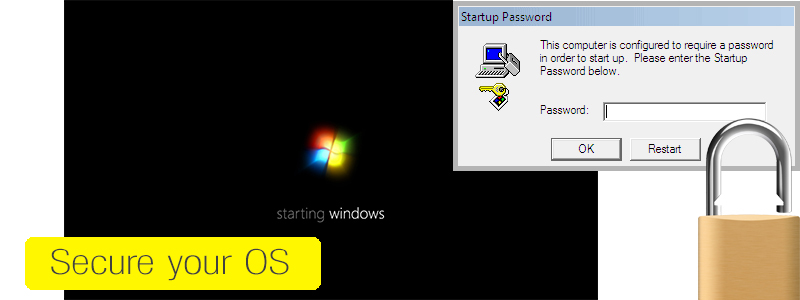 Startup Password
This computer is configured to require a password
in order to start up. Please enter the Startup
Password below.
Password:
OK
Restart
starting windows
Secure your OS